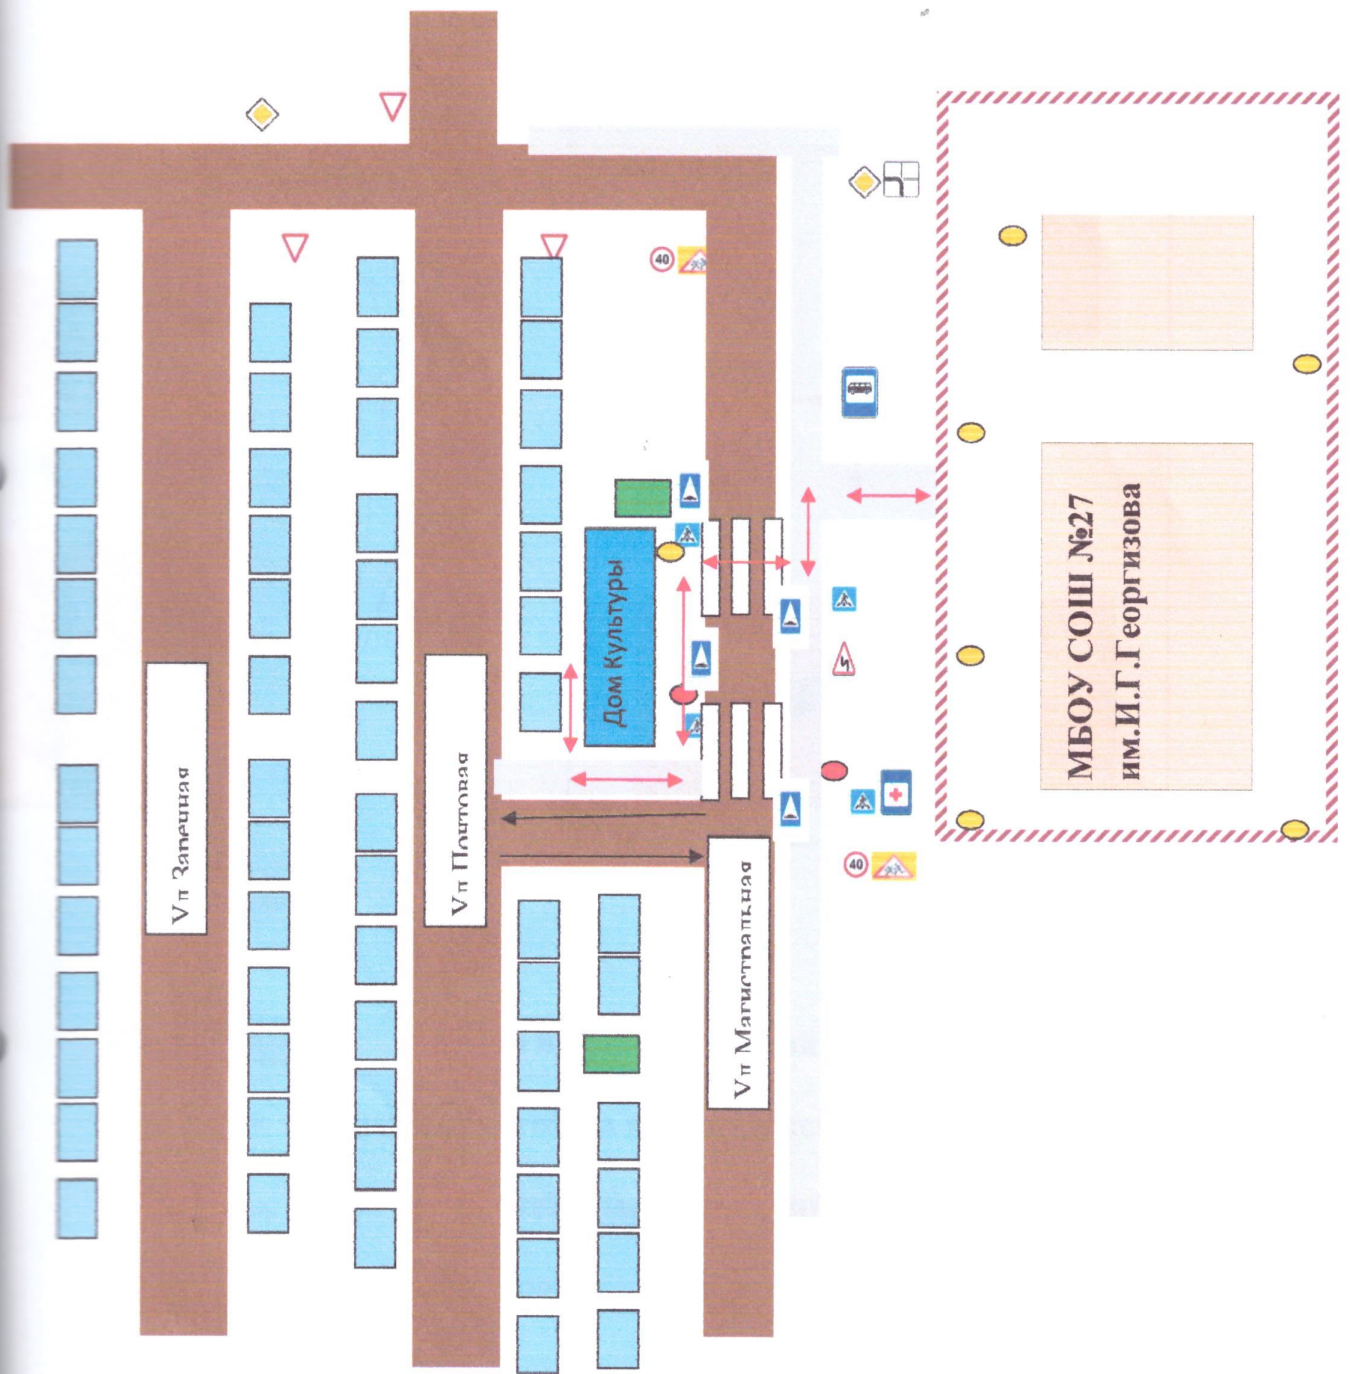 Ул Заречная
Ул Почтовая
Ул Магистральная
Дом Культуры
МБОУ СОШ №27
им.И.Г.Георгизова
40
40